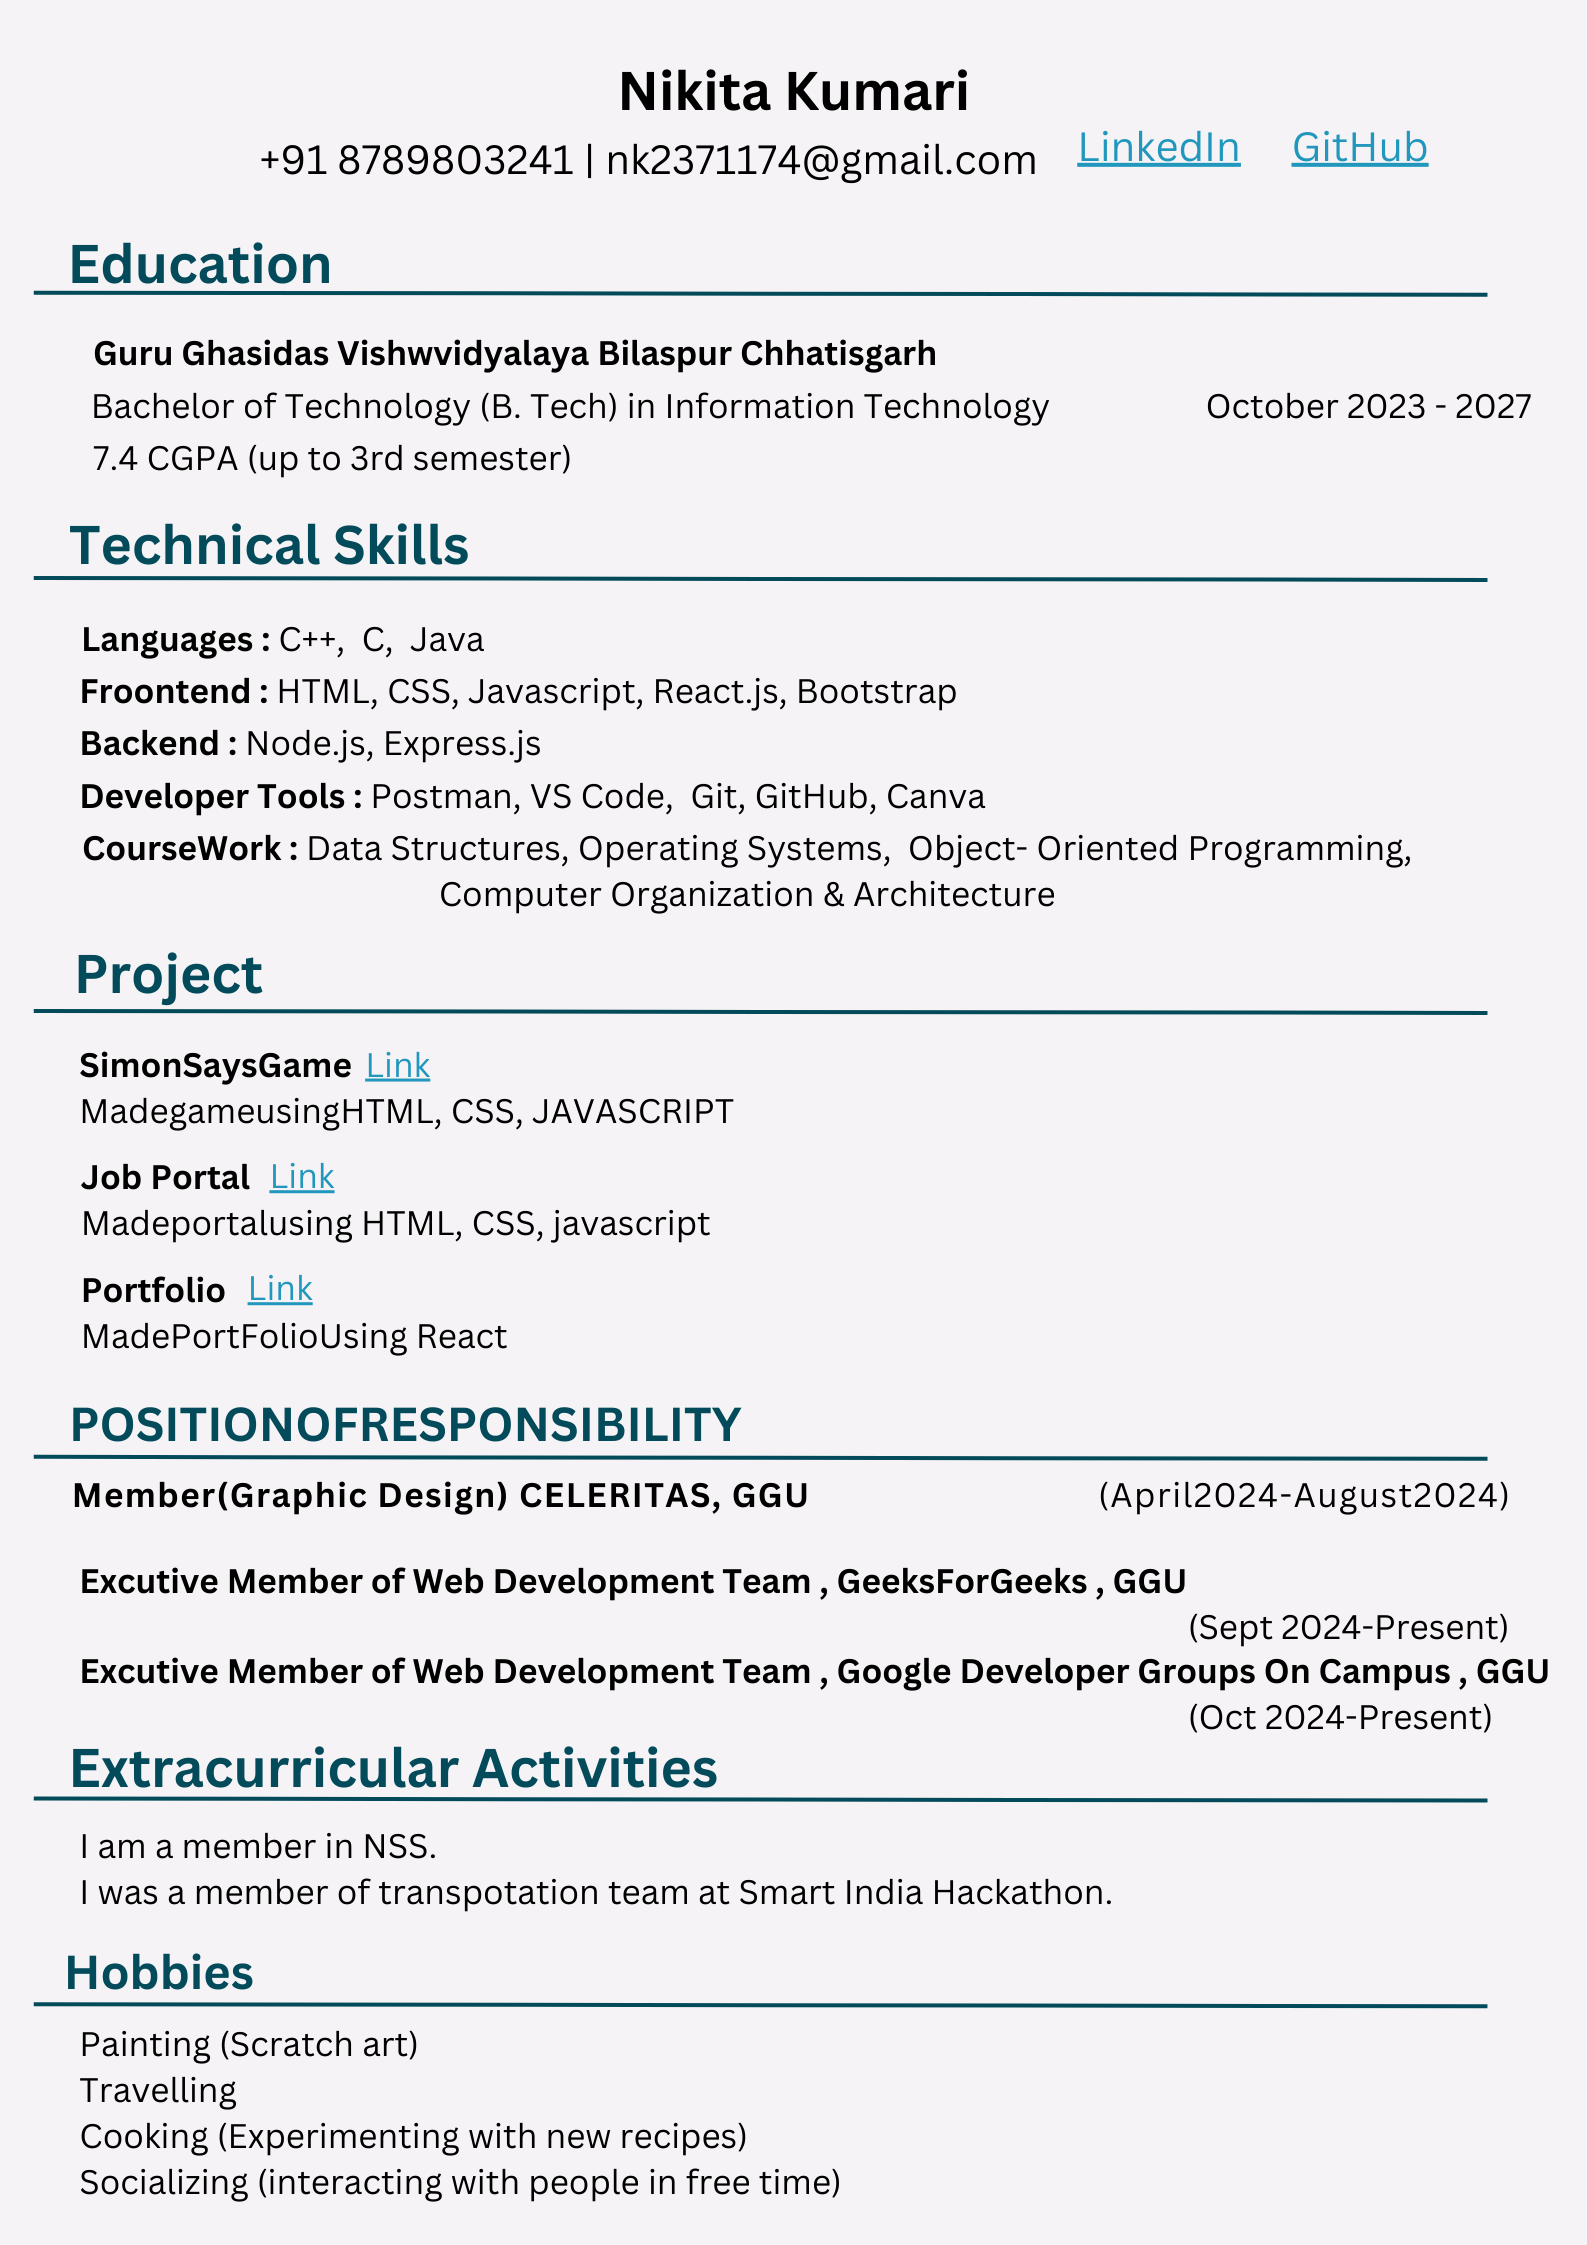 Nikita Kumari
+91 8789803241 | nk2371174@gmail.com LinkedIn GitHub
Education
Guru Ghasidas Vishwvidyalaya Bilaspur Chhatisgarh
Bachelor of Technology (B. Tech) in Information Technology October 2023 - 2027
7.4 CGPA (up to 3rd semester)
Technical Skills
Languages : C++, C, Java
Froontend : HTML, CSS, Javascript, React.js, Bootstrap
Backend : Node.js, Express.js
Developer Tools : Postman, VS Code, Git, GitHub, Canva
CourseWork : Data Structures, Operating Systems, Object- Oriented Programming,
Computer Organization & Architecture
Project
SimonSaysGame Link
MadegameusingHTML, CSS, JAVASCRIPT
Job Portal Link
Madeportalusing HTML, CSS, javascript
Portfolio Link
MadePortFolioUsing React
POSITIONOFRESPONSIBILITY
Member(Graphic Design) CELERITAS, GGU (April2024-August2024)
Excutive Member of Web Development Team , GeeksForGeeks , GGU
(Sept 2024-Present)
Excutive Member of Web Development Team , Google Developer Groups On Campus , GGU
(Oct 2024-Present)
Extracurricular Activities
I am a member in NSS.
I was a member of transpotation team at Smart India Hackathon.
Hobbies
Painting (Scratch art)
Travelling
Cooking (Experimenting with new recipes)
Socializing (interacting with people in free time)